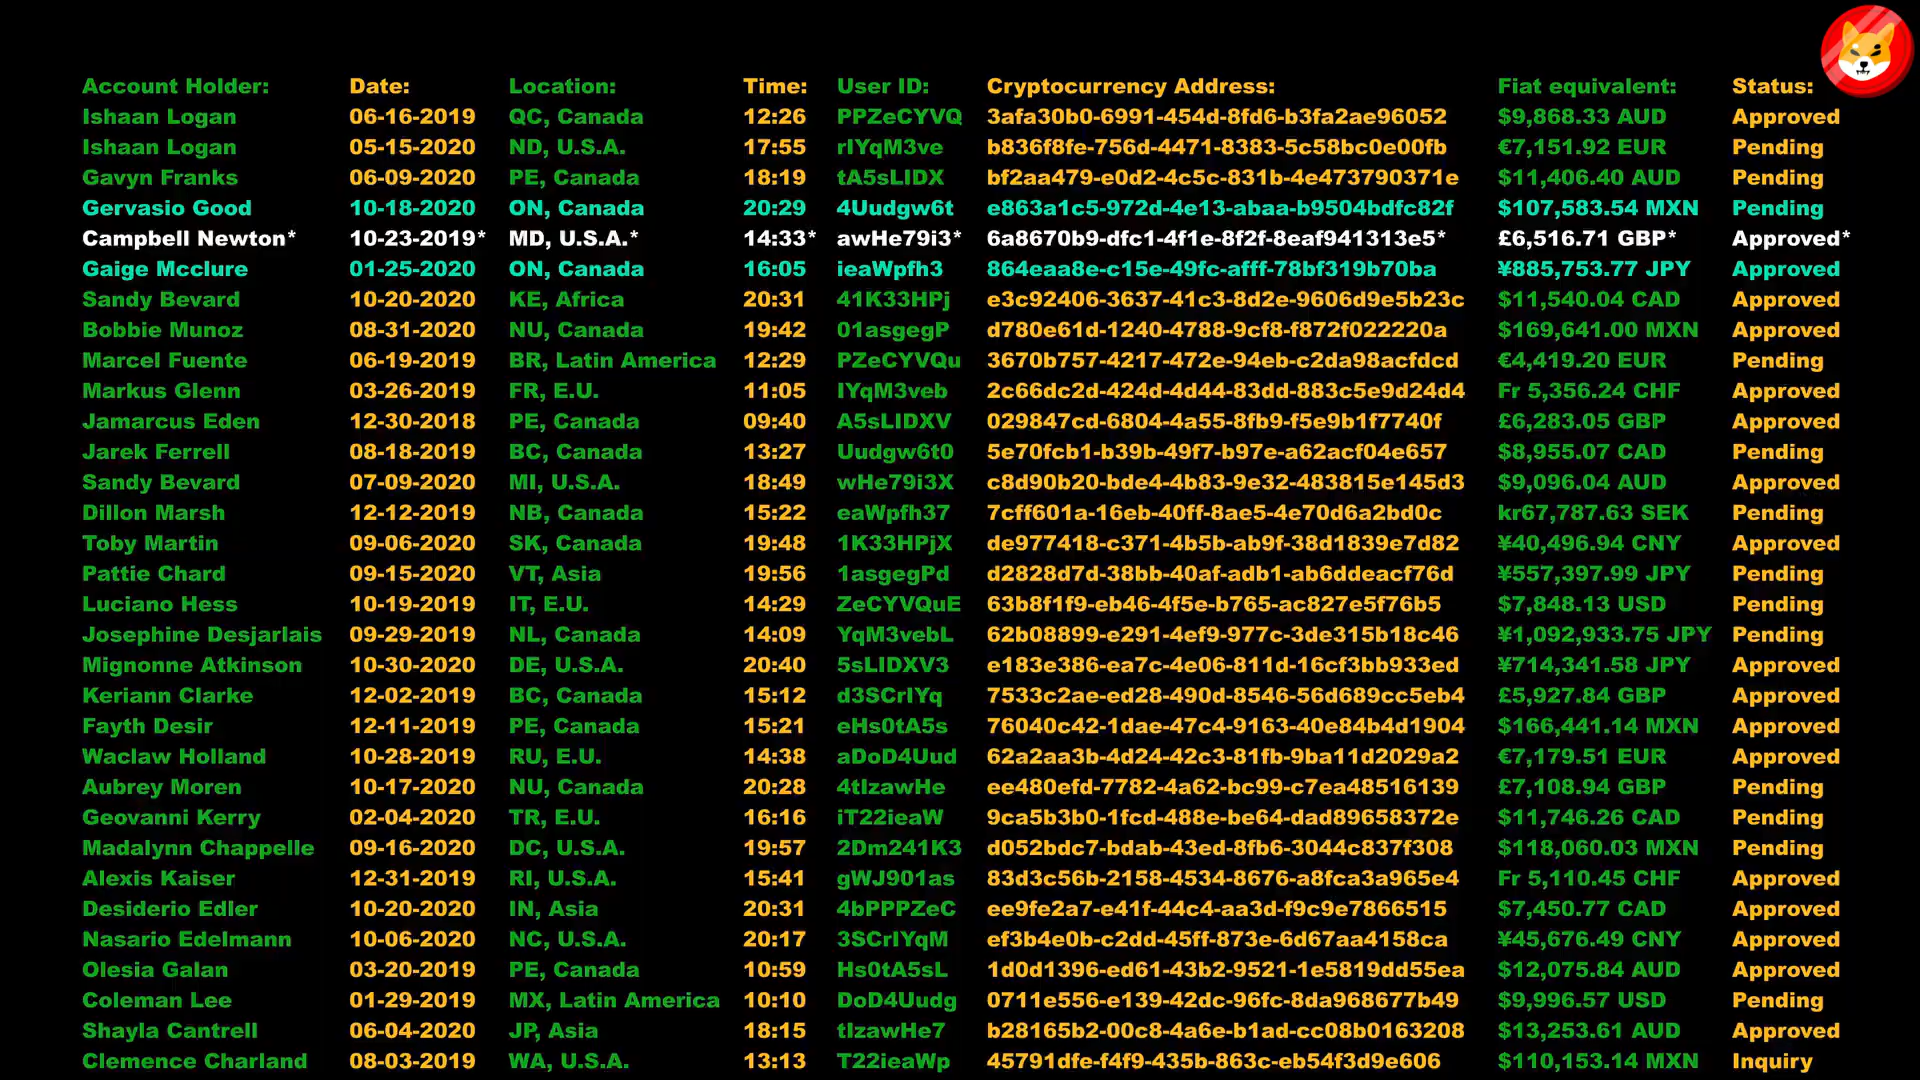 Account Holder: Date: Location: Time: User ID: Cryptocurrency Address: Fiat equivalent: Status:
Ishaan Logan 06-16-2019 QC, Canada 12:26 PPZeCYVQ 3afa30b0-6991-454d-8fd6-b3fa2ae96052 $9,868.33 AUD Approved
Ishaan Logan 05-15-2020 ND, U.S.A. 17:55 rIYqM3ve b836f8fe-756d-4471-8383-5c58bc0e00fb €7,151.92 EUR Pending
Gavyn Franks 06-09-2020 PE, Canada 18:19 tA5sLIDX bf2aa479-e0d2-4c5c-831b-4e473790371e $11,406.40 AUD Pending
Gervasio Good 10-18-2020 ON, Canada 20:29 4Uudgw6t e863a1c5-972d-4e13-abaa-b9504bdfc82f $107,583.54 MXN Pending
Campbell Newton* 10-23-2019* MD, U.S.A.* 14:33* awHe79i3* 6a8670b9-dfc1-4f1e-8f2f-8eaf941313e5* £6,516.71 GBP* Approved*
Gaige Mcclure 01-25-2020 ON, Canada 16:05 ieaWpfh3 864eaa8e-c15e-49fc-afff-78bf319b70ba ¥885,753.77 JPY Approved
Sandy Bevard 10-20-2020 KE, Africa 20:31 41K33HPj e3c92406-3637-41c3-8d2e-9606d9e5b23c $11,540.04 CAD Approved
Bobbie Munoz 08-31-2020 NU, Canada 19:42 01asgegP d780e61d-1240-4788-9cf8-f872f022220a $169,641.00 MXN Approved
Marcel Fuente 06-19-2019 BR, Latin America 12:29 PZeCYVQu 3670b757-4217-472e-94eb-c2da98acfdcd €4,419.20 EUR Pending
Markus Glenn 03-26-2019 FR, E.U. 11:05 IYqM3veb 2c66dc2d-424d-4d44-83dd-883c5e9d24d4 Fr 5,356.24 CHF Approved
Jamarcus Eden 12-30-2018 PE, Canada 09:40 A5sLIDXV 029847cd-6804-4a55-8fb9-f5e9b1f7740f £6,283.05 GBP Approved
Jarek Ferrell 08-18-2019 BC, Canada 13:27 Uudgw6t0 5e70fcb1-b39b-49f7-b97e-a62acf04e657 $8,955.07 CAD Pending
Sandy Bevard 07-09-2020 MI, U.S.A. 18:49 wHe79i3X c8d90b20-bde4-4b83-9e32-483815e145d3 $9,096.04 AUD Approved
Dillon Marsh 12-12-2019 NB, Canada 15:22 eaWpfh37 7cff601a-16eb-40ff-8ae5-4e70d6a2bd0c kr67,787.63 SEK Pending
Toby Martin 09-06-2020 SK, Canada 19:48 1K33HPjX de977418-c371-4b5b-ab9f-38d1839e7d82 ¥40,496.94 CNY Approved
Pattie Chard 09-15-2020 VT, Asia 19:56 1asgegPd d2828d7d-38bb-40af-adb1-ab6ddeacf76d ¥557,397.99 JPY Pending
Luciano Hess 10-19-2019 IT, E.U. 14:29 ZeCYVQuE 63b8f1f9-eb46-4f5e-b765-ac827e5f76b5 $7,848.13 USD Pending
Josephine Desjarlais 09-29-2019 NL, Canada 14:09 YqM3vebL 62b08899-e291-4ef9-977c-3de315b18c46 ¥1,092,933.75 JPY Pending
Mignonne Atkinson 10-30-2020 DE, U.S.A. 20:40 5sLIDXV3 e183e386-ea7c-4e06-811d-16cf3bb933ed ¥714,341.58 JPY Approved
Keriann Clarke 12-02-2019 BC, Canada 15:12 d3SCrIYq 7533c2ae-ed28-490d-8546-56d689cc5eb4 £5,927.84 GBP Approved
Fayth Desir 12-11-2019 PE, Canada 15:21 eHs0tA5s 76040c42-1dae-47c4-9163-40e84b4d1904 $166,441.14 MXN Approved
Waclaw Holland 10-28-2019 RU, E.U. 14:38 aDoD4Uud 62a2aa3b-4d24-42c3-81fb-9ba11d2029a2 €7,179.51 EUR Approved
Aubrey Moren 10-17-2020 NU, Canada 20:28 4tIzawHe ee480efd-7782-4a62-bc99-c7ea48516139 £7,108.94 GBP Pending
Geovanni Kerry 02-04-2020 TR, E.U. 16:16 iT22ieaW 9ca5b3b0-1fcd-488e-be64-dad89658372e $11,746.26 CAD Pending
Madalynn Chappelle 09-16-2020 DC, U.S.A. 19:57 2Dm241K3 d052bdc7-bdab-43ed-8fb6-3044c837f308 $118,060.03 MXN Pending
Alexis Kaiser 12-31-2019 RI, U.S.A. 15:41 gWJ901as 83d3c56b-2158-4534-8676-a8fca3a965e4 Fr 5,110.45 CHF Approved
Desiderio Edler 10-20-2020 IN, Asia 20:31 4bPPPZeC ee9fe2a7-e41f-44c4-aa3d-f9c9e7866515 $7,450.77 CAD Approved
Nasario Edelmann 10-06-2020 NC, U.S.A. 20:17 3SCrIYqM ef3b4e0b-c2dd-45ff-873e-6d67aa4158ca ¥45,676.49 CNY Approved
Olesia Galan 03-20-2019 PE, Canada 10:59 Hs0tA5sL 1d0d1396-ed61-43b2-9521-1e5819dd55ea $12,075.84 AUD Approved
Coleman Lee 01-29-2019 MX, Latin America 10:10 DoD4Uudg 0711e556-e139-42dc-96fc-8da968677b49 $9,996.57 USD Pending
Shayla Cantrell 06-04-2020 JP, Asia 18:15 tIzawHe7 b28165b2-00c8-4a6e-b1ad-cc08b0163208 $13,253.61 AUD Approved
Clemence Charland 08-03-2019 WA, U.S.A. 13:13 T22ieaWp 45791dfe-f4f9-435b-863c-eb54f3d9e606 $110,153.14 MXN Inquiry